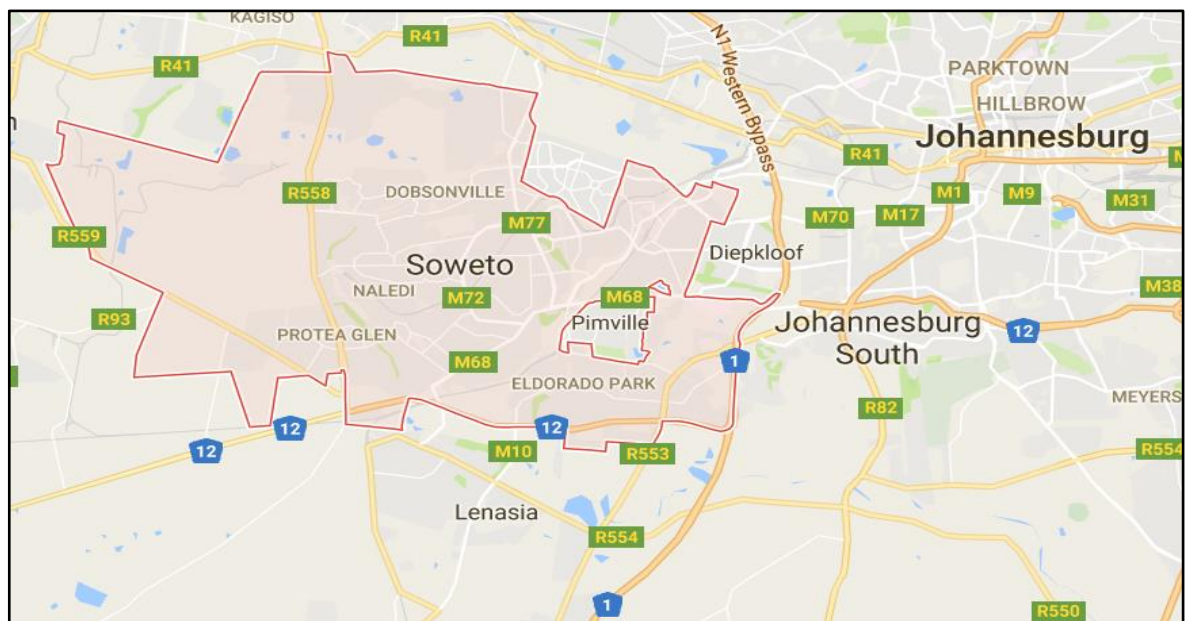 KAGISO
R41
R41
N1 Western Bypass
PARKTOWN
HILLBROW
Johannesburg
R41
R558
DOBSONVILLE
M1
M9
M31
M77
M70
M17
R559
Diepkloof
Soweto
NALEDI
M72
M68
M38
R93
Pimville
Johannesburg
South
12
PROTEA GLEN
M68
1
ELDORADO PARK
MEYERS
R82
12
12
12
M10
R553
R554
Lenasia
R554
1
R550